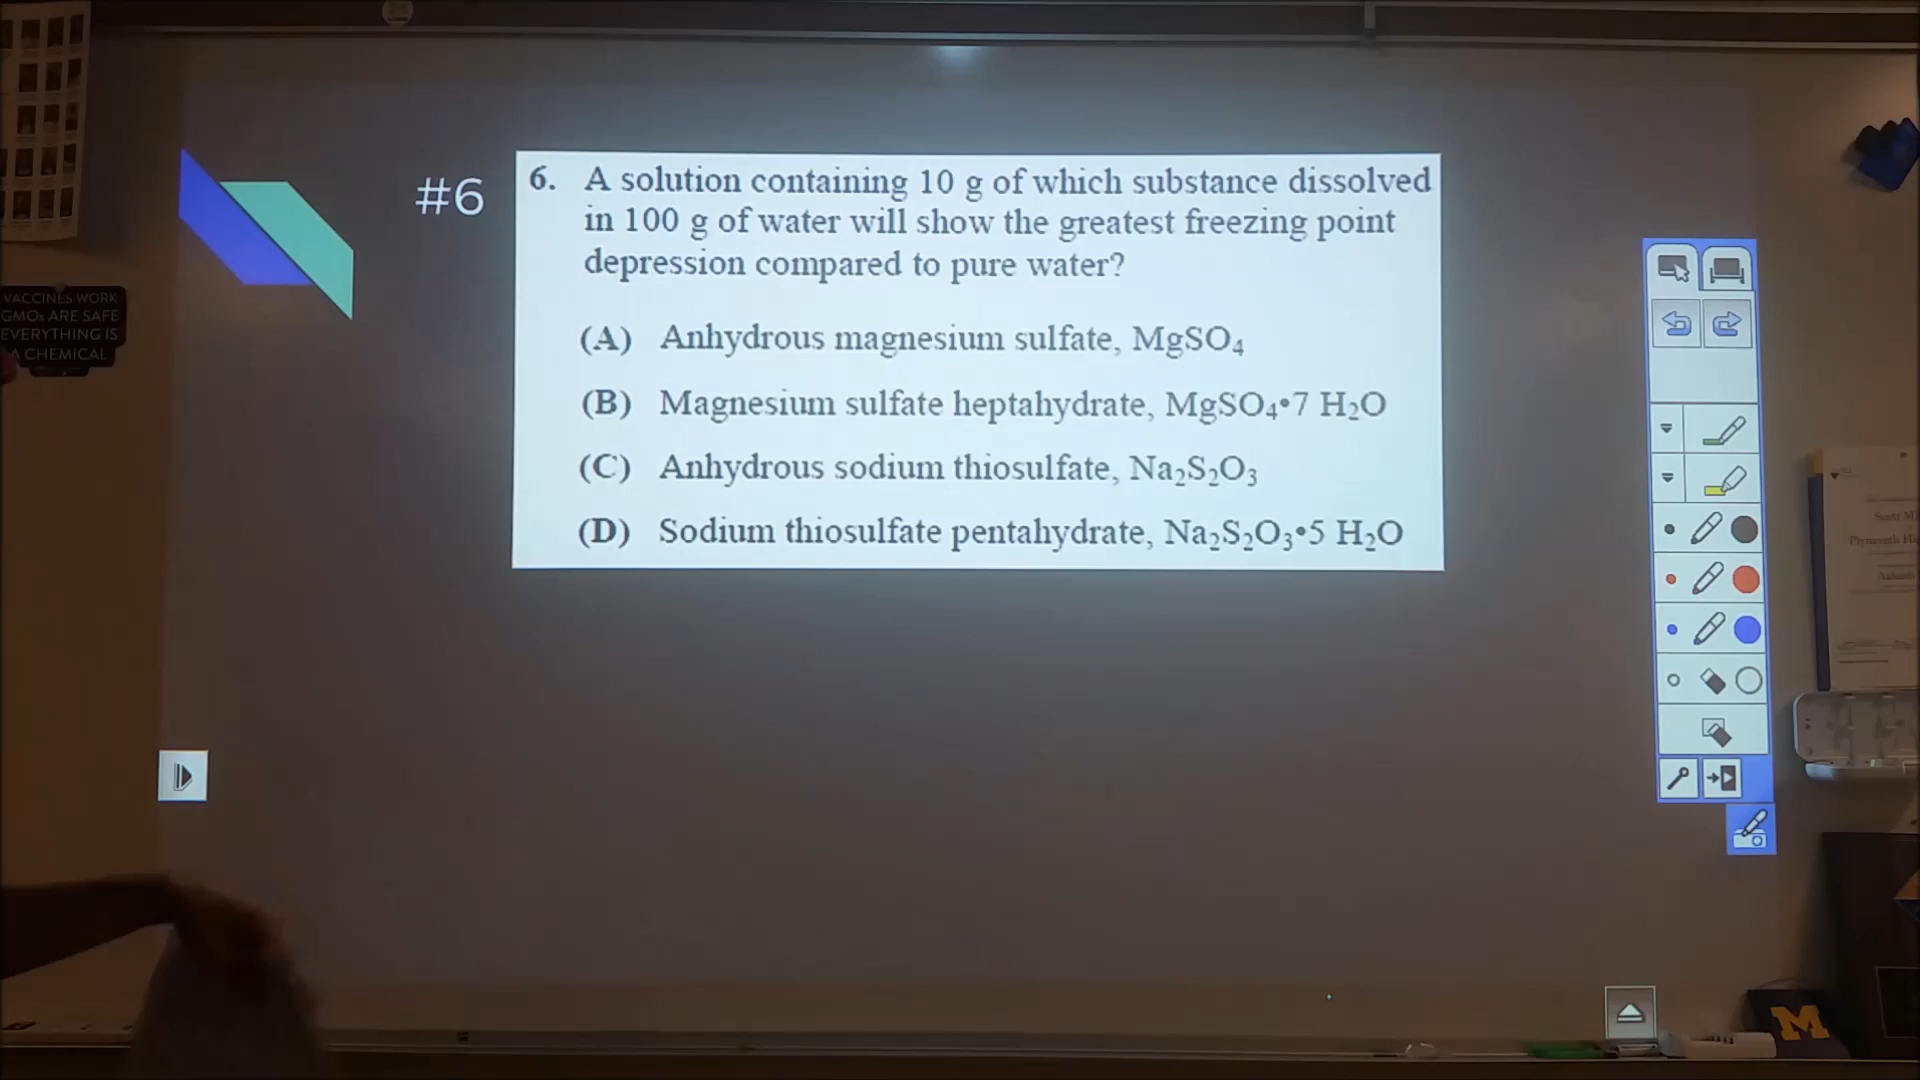 #6
6. A solution containing 10 g of which substance dissolved
in 100 g of water will show the greatest freezing point
depression compared to pure water?
(A) Anhydrous magnesium sulfate, MgSO₄
(B) Magnesium sulfate heptahydrate, MgSO₄•7 H₂O
(C) Anhydrous sodium thiosulfate, Na₂S₂O₃
(D) Sodium thiosulfate pentahydrate, Na₂S₂O₃•5 H₂O
VACCINES WORK
GMOs ARE SAFE
EVERYTHING IS
A CHEMICAL
M